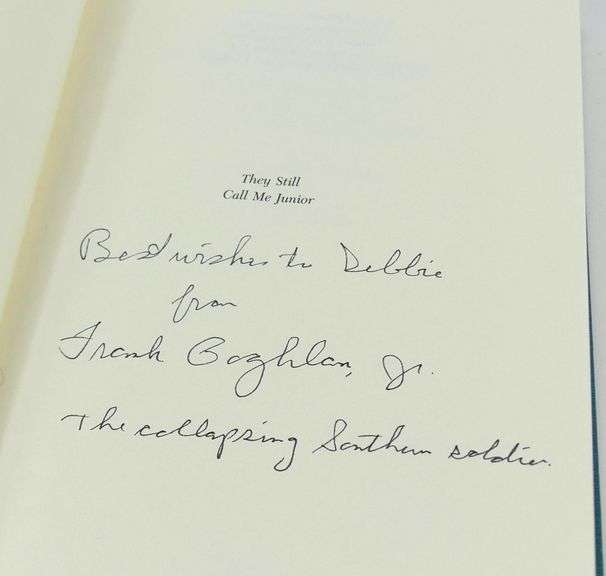 They Still
Call Me Junior
Best wishes to Debbie
from
Frank Coghlan, Jr.
The collapsing Southern soldier.